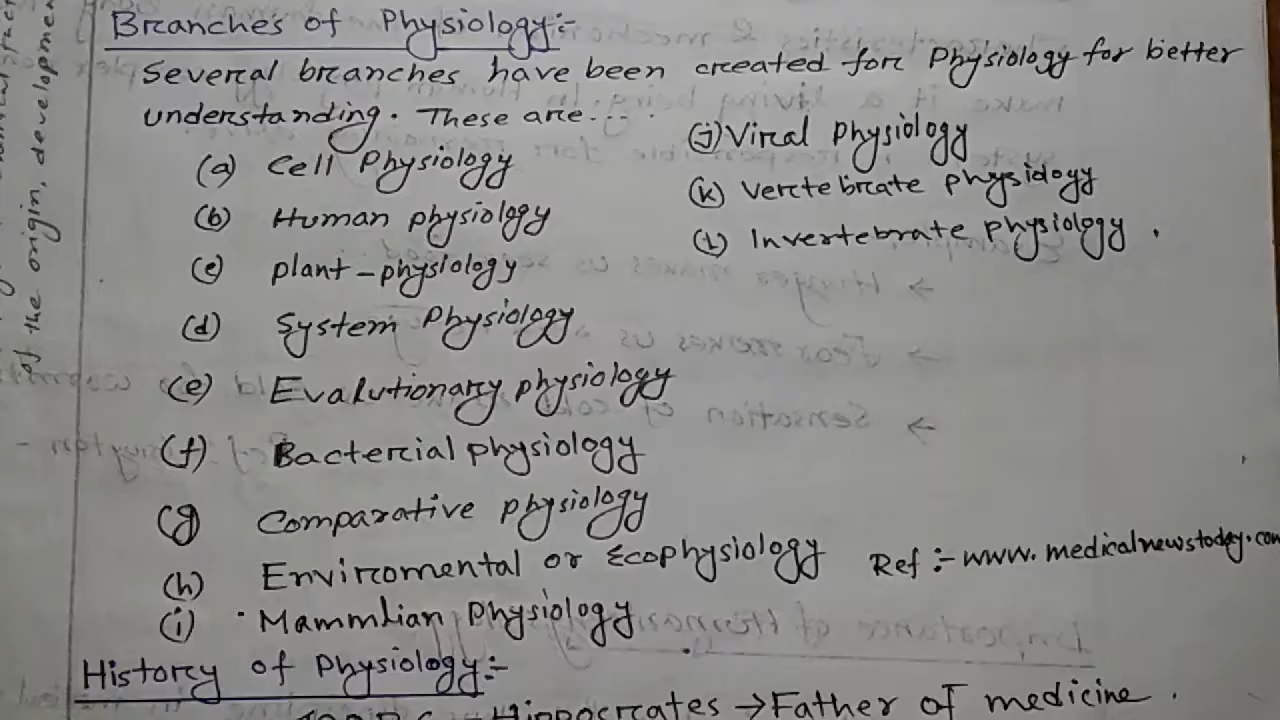 Branches of Physiology:-
Several branches have been created for Physiology for better
understanding. These are....
(a) Cell Physiology
(b) Human physiology
(c) plant-physiology
(d) System Physiology
(e) Evalutionary physiology
(f) Bacterial physiology
(g) Comparative physiology
(h) Enviromental or Ecophysiology
(i) Mammlian Physiology
(j) Viral Physiology
(k) Vertebrate physiology
(l) Invertebrate physiology.
Ref :- www.medicalnewstoday.com
History of Physiology:-
Hippocrates → Father of medicine.
of the origin, developmen